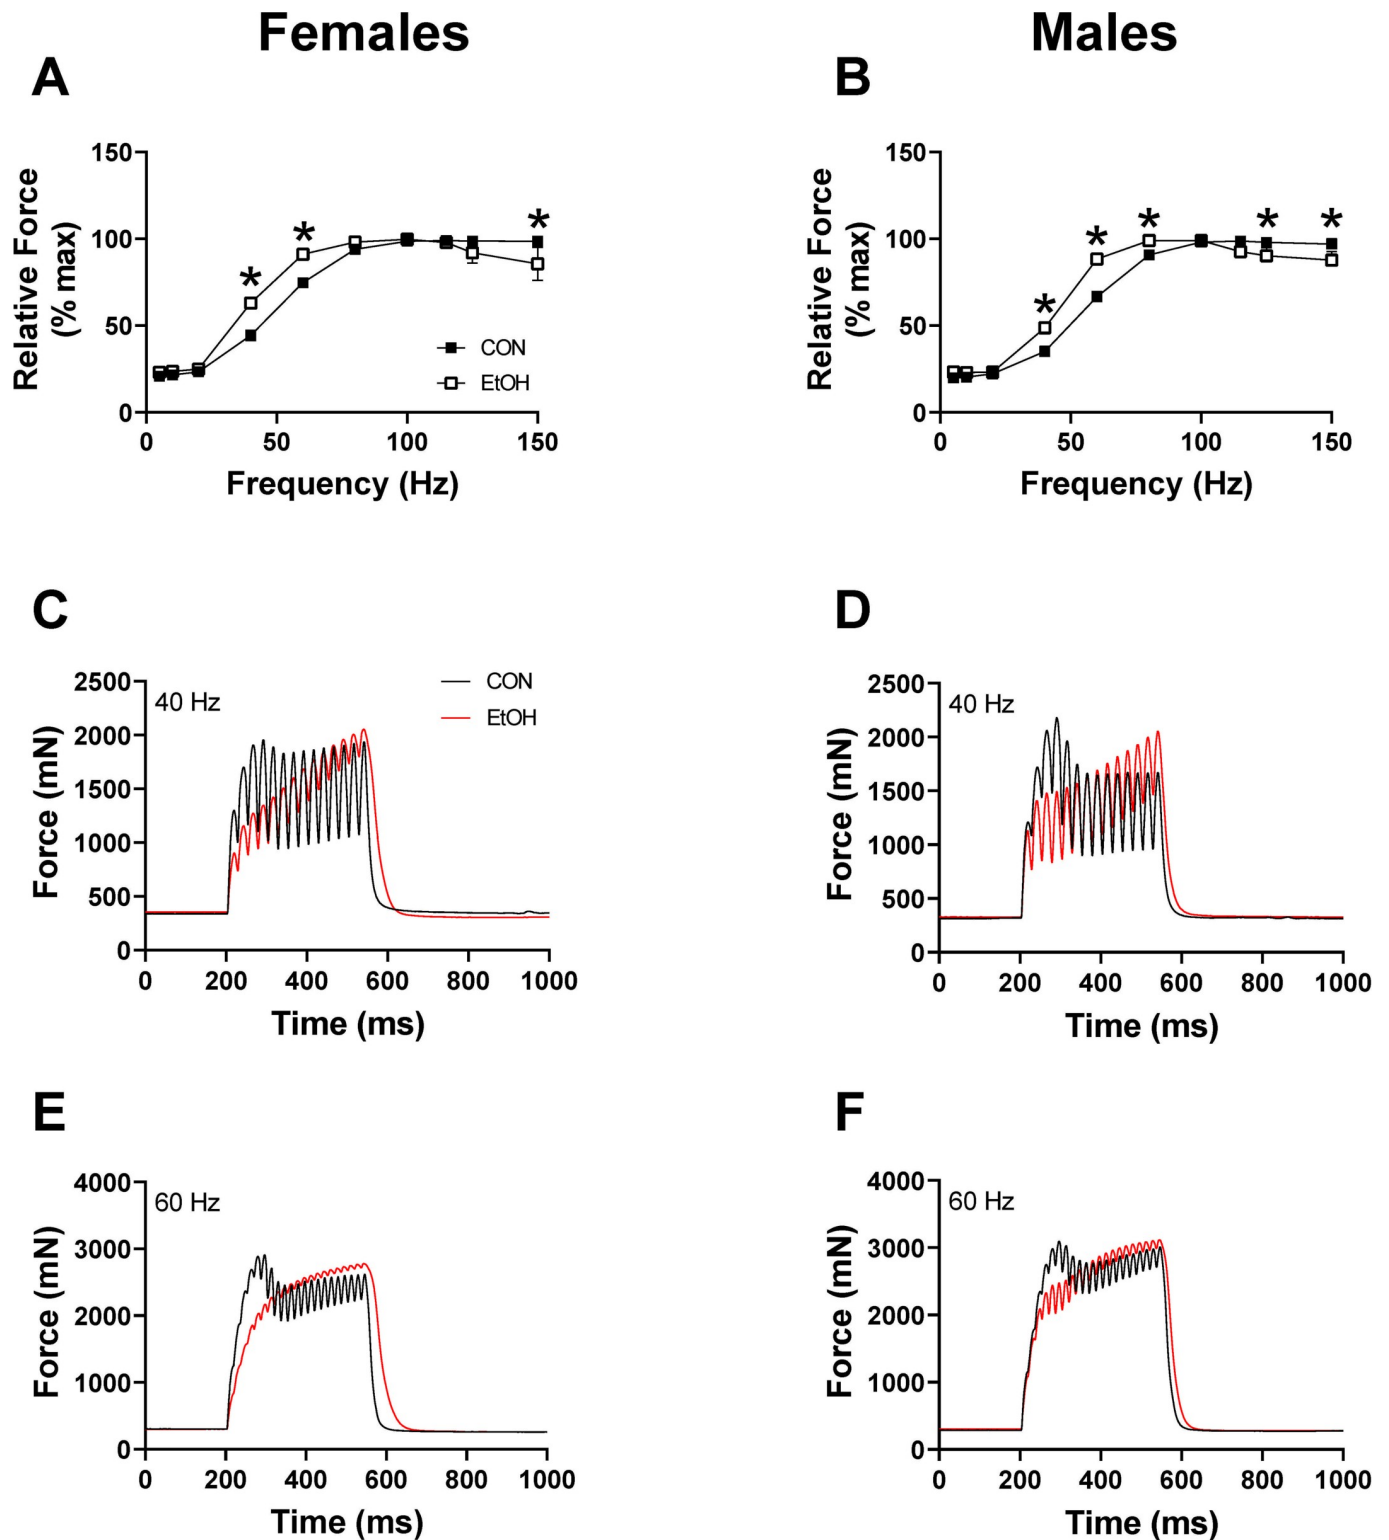 Females
Males
A
B
Relative Force
(% max)
150
100
50
0
*
*
*
CON
EtOH
0
50
100
150
Frequency (Hz)
Relative Force
(% max)
150
100
50
0
*
*
*
*
*
0
50
100
150
Frequency (Hz)
C
D
Force (mN)
2500
2000
1500
1000
500
0
40 Hz
CON
EtOH
0
200
400
600
800
1000
Time (ms)
Force (mN)
2500
2000
1500
1000
500
0
40 Hz
0
200
400
600
800
1000
Time (ms)
E
F
Force (mN)
4000
3000
2000
1000
0
60 Hz
0
200
400
600
800
1000
Time (ms)
Force (mN)
4000
3000
2000
1000
0
60 Hz
0
200
400
600
800
1000
Time (ms)